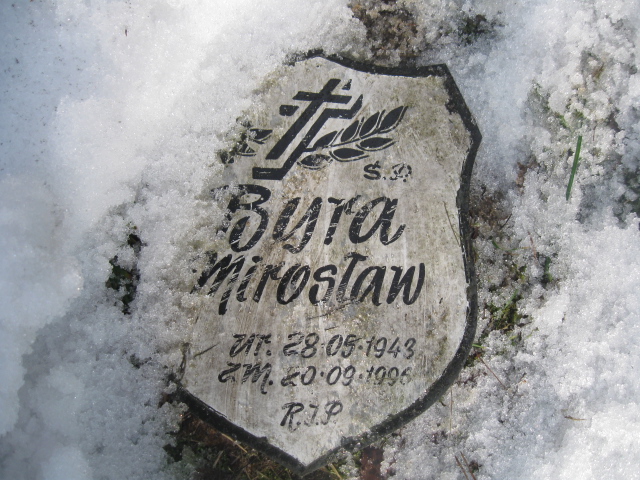 Ś.P.
Byra
Mirosław
Ur. 28·05·1943
Zm. 20·09·1996
R.I.P